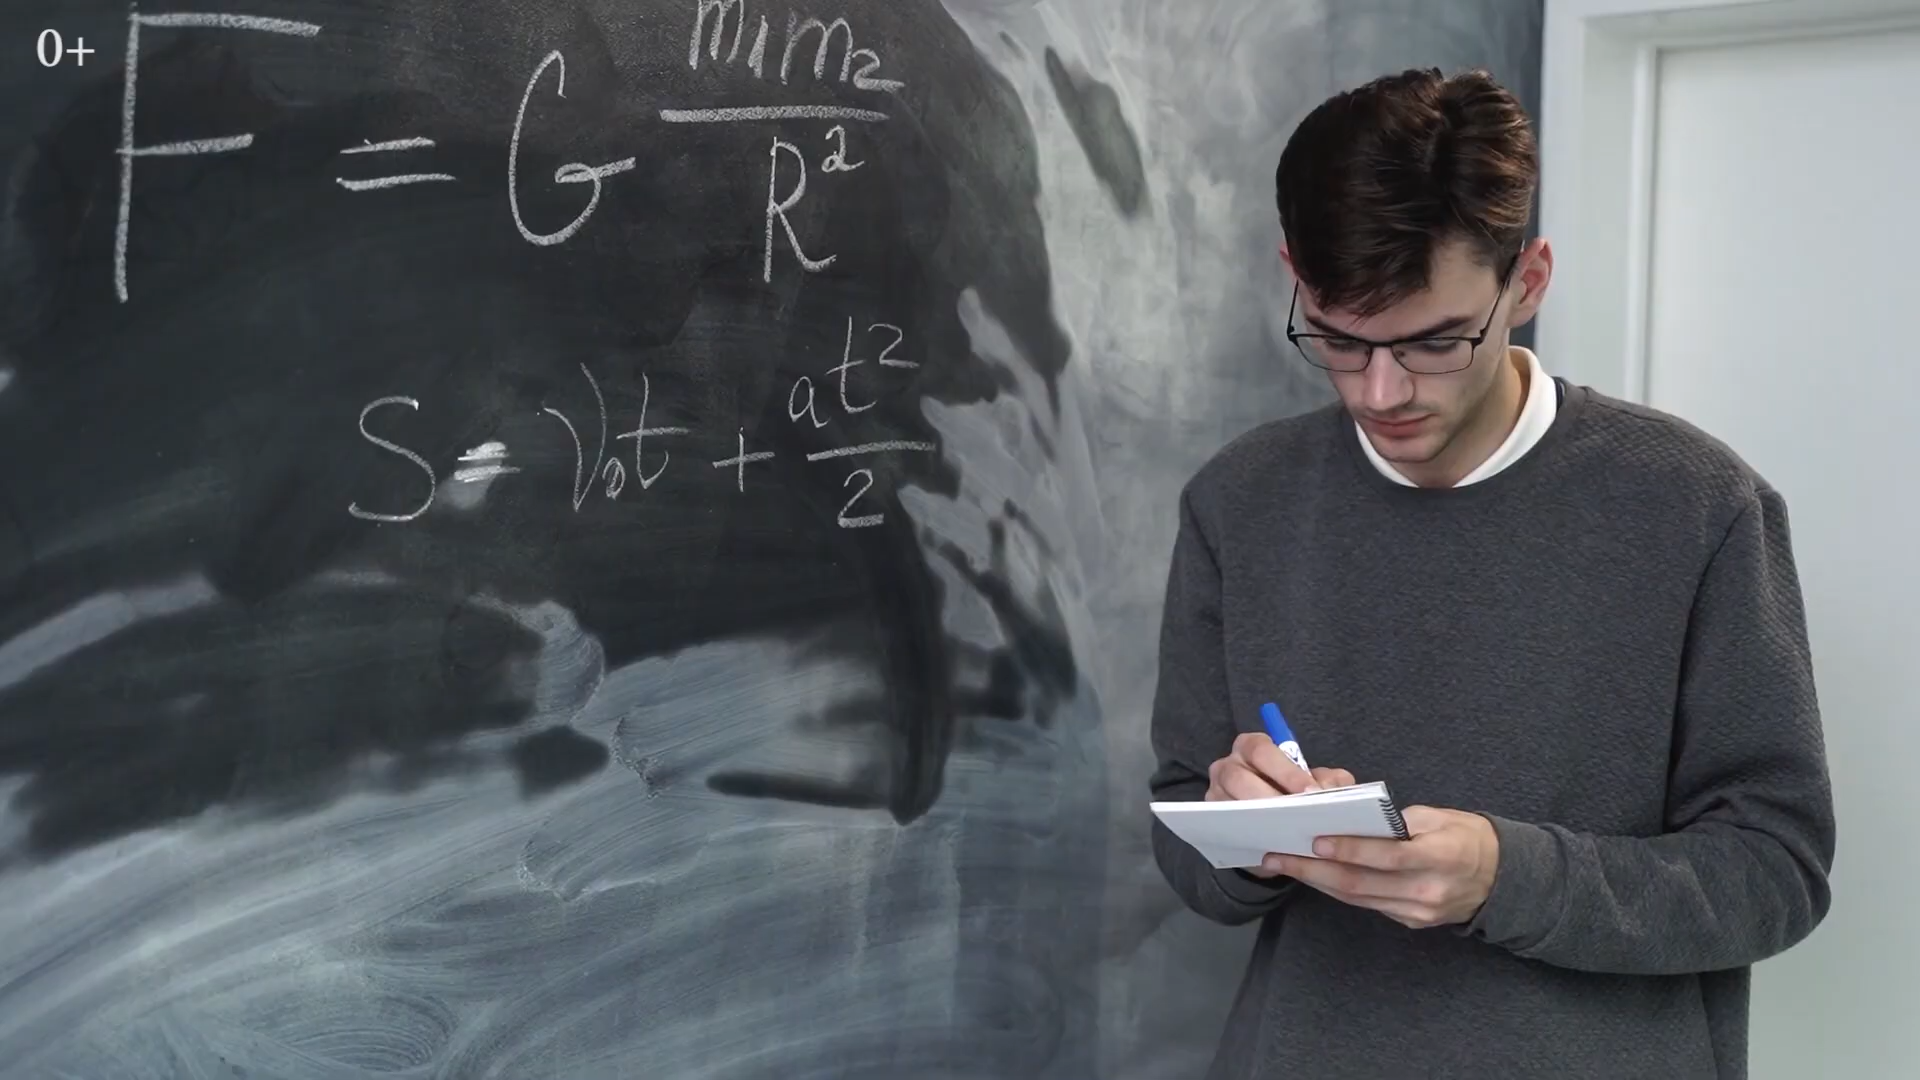 0+
F = G m₁m₂/R²
S = V₀t + at²/2